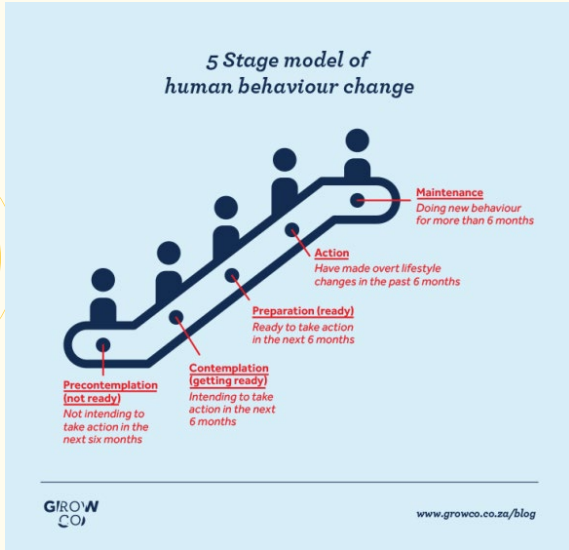 5 Stage model of
human behaviour change
Maintenance
Doing new behaviour
for more than 6 months
Action
Have made overt lifestyle
changes in the past 6 months
Preparation (ready)
Ready to take action
in the next 6 months
Contemplation
(getting ready)
Intending to take
action in the next
6 months
Precontemplation
(not ready)
Not intending to
take action in the
next six months
GROW
CO
www.growco.co.za/blog